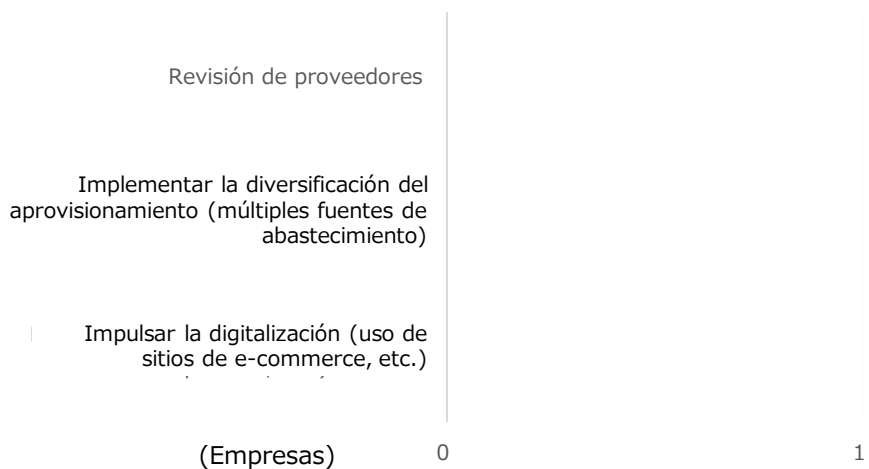 Revisión de proveedores
Implementar la diversificación del
aprovisionamiento (múltiples fuentes de
abastecimiento)
Impulsar la digitalización (uso de
sitios de e-commerce, etc.)
(Empresas)
0
1